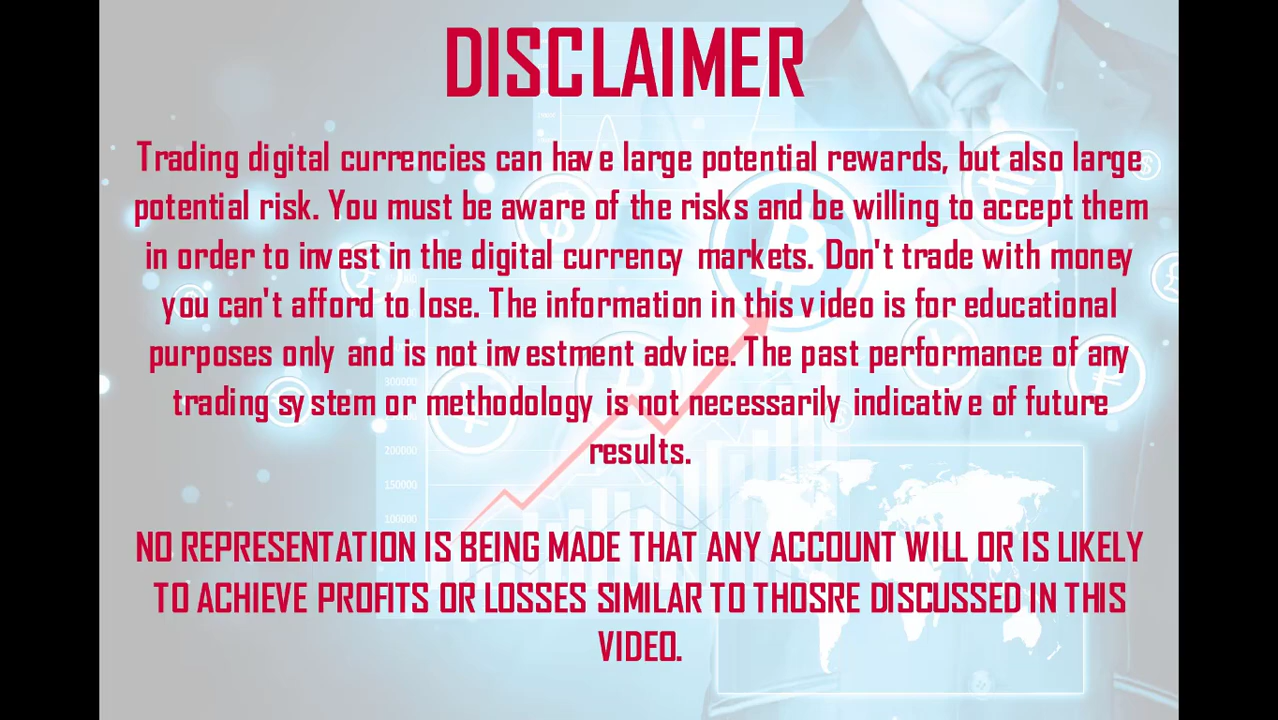 DISCLAIMER
Trading digital currencies can have large potential rewards, but also large
potential risk. You must be aware of the risks and be willing to accept them
in order to invest in the digital currency markets. Don't trade with money
you can't afford to lose. The information in this video is for educational
purposes only and is not investment advice. The past performance of any
trading system or methodology is not necessarily indicative of future
results.
300000
200000
150000
100000
NO REPRESENTATION IS BEING MADE THAT ANY ACCOUNT WILL OR IS LIKELY
TO ACHIEVE PROFITS OR LOSSES SIMILAR TO THOSRE DISCUSSED IN THIS
VIDEO.